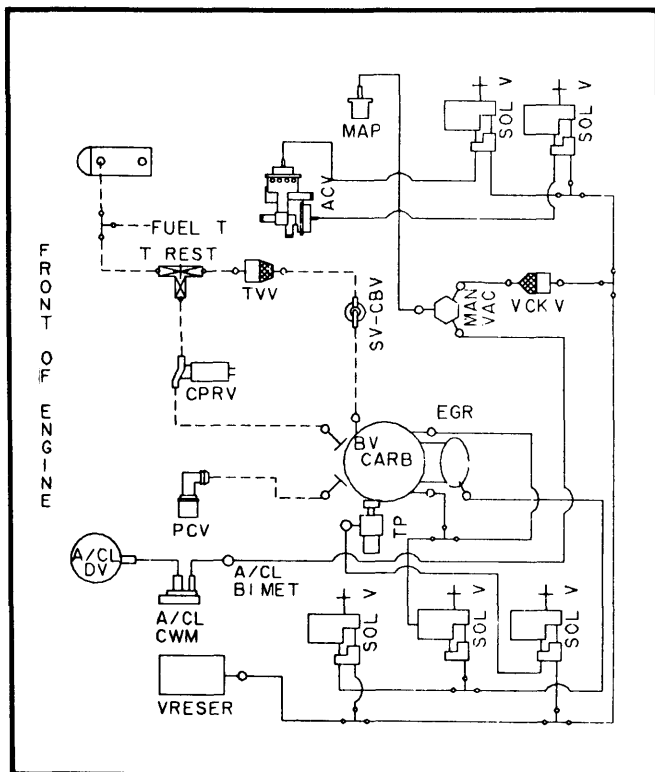 SOL V
SOL V
MAP
ACV
FUEL T
T REST
TVV
SV-CBV
MAN VAC
VCKV
FRONT OF ENGINE
CPRV
EGR
BV
CARB
PCV
TP
A/CL
DV
A/CL
BIMET
A/CL
CWM
SOL V
SOL V
SOL V
VRESER